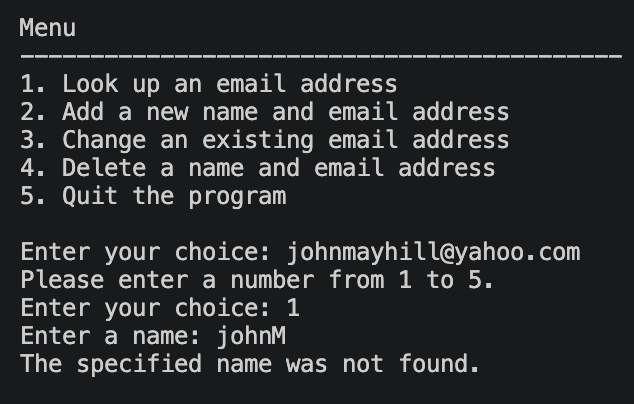 Menu
-------------------------------------------
1. Look up an email address
2. Add a new name and email address
3. Change an existing email address
4. Delete a name and email address
5. Quit the program
Enter your choice: johnmayhill@yahoo.com
Please enter a number from 1 to 5.
Enter your choice: 1
Enter a name: johnM
The specified name was not found.